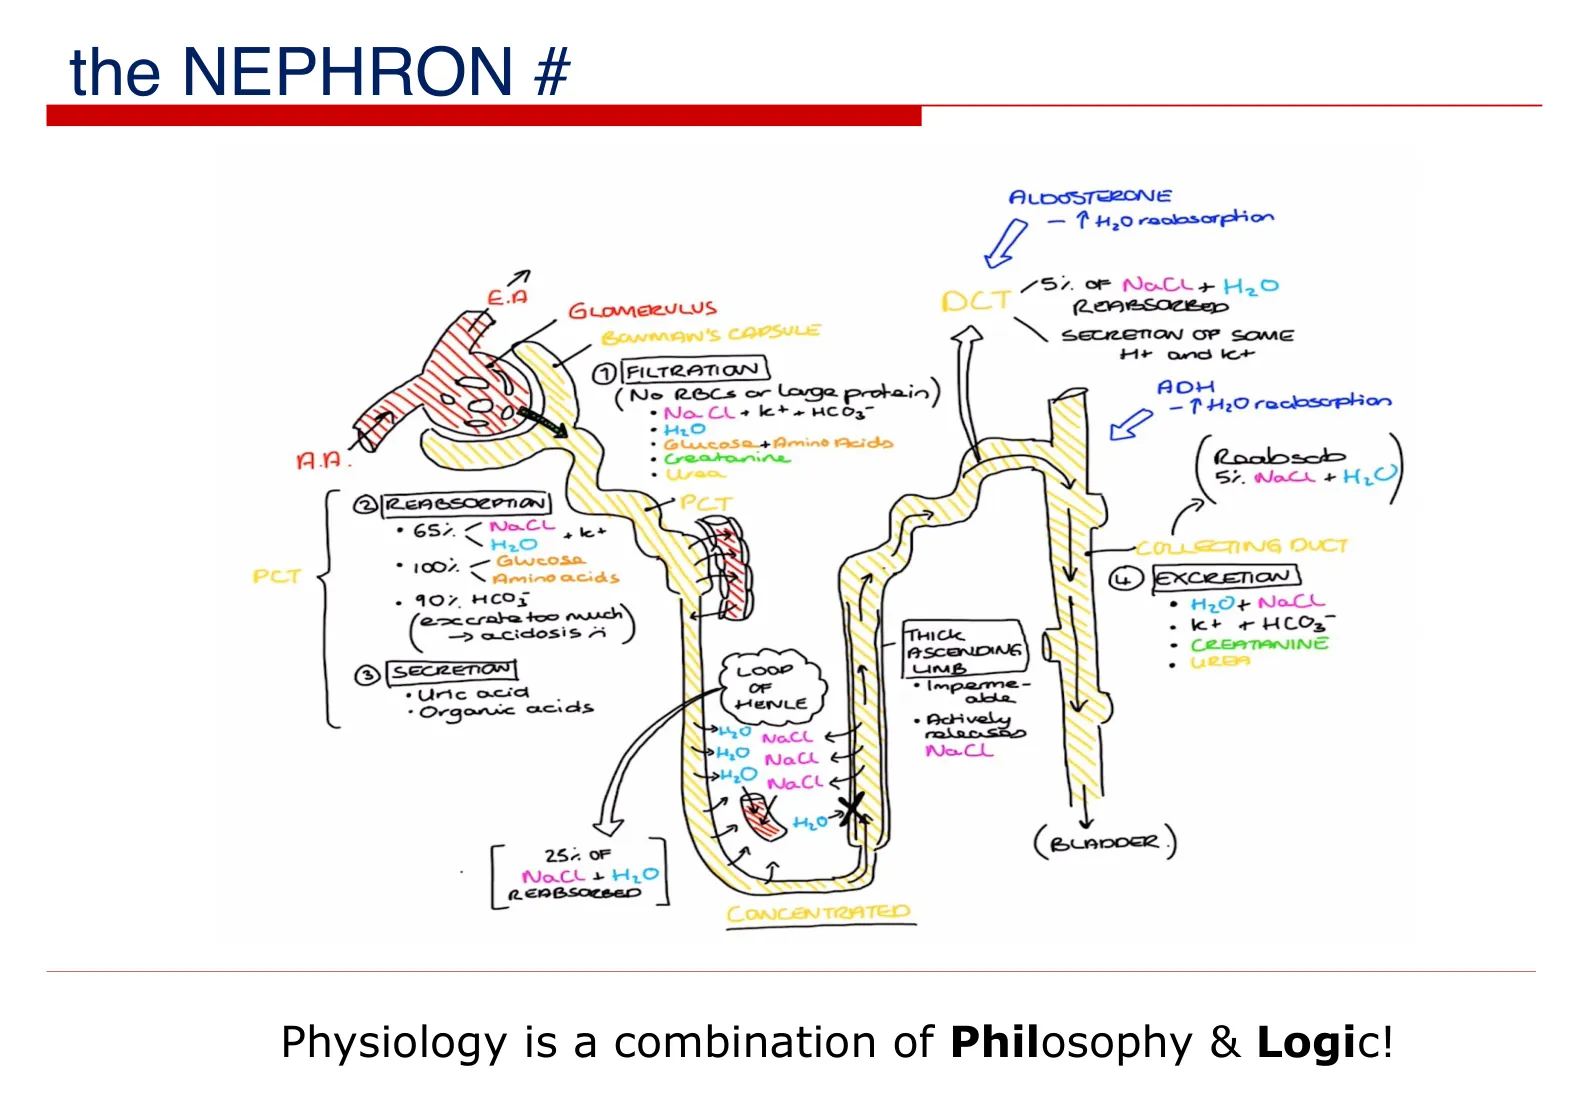 the NEPHRON #
ALDOSTERONE
- ↑ H₂O reabsorption
E.A
GLOMERULUS
BOWMAN'S CAPSULE
A.A.
① FILTRATION
(No RBCs or large protein)
• NaCl + K+ + HCO₃⁻
• H₂O
• Glucose + Amino Acids
• Creatanine
• Urea
DCT
5% OF NaCl + H₂O
REABSORBED
SECRETION OF SOME
H+ and K+
ADH
- ↑ H₂O reabsorption
(Reabsorb
5% NaCl + H₂O)
PCT
PCT
② REABSORPTION
• 65% NaCl + K+
H₂O
• 100% Glucose
Amino acids
• 90% HCO₃⁻
(excrete too much
→ acidosis)
③ SECRETION
• Uric acid
• Organic acids
COLLECTING DUCT
④ EXCRETION
• H₂O + NaCl
• K+ + HCO₃⁻
• CREATANINE
• UREA
THICK
ASCENDING
LIMB
• Imperme-
able
• Actively
releases
NaCl
LOOP
OF
HENLE
H₂O NaCl
H₂O NaCl
H₂O NaCl
H₂O
25% OF
NaCl + H₂O
REABSORBED
CONCENTRATED
(BLADDER.)
Physiology is a combination of Philosophy & Logic!